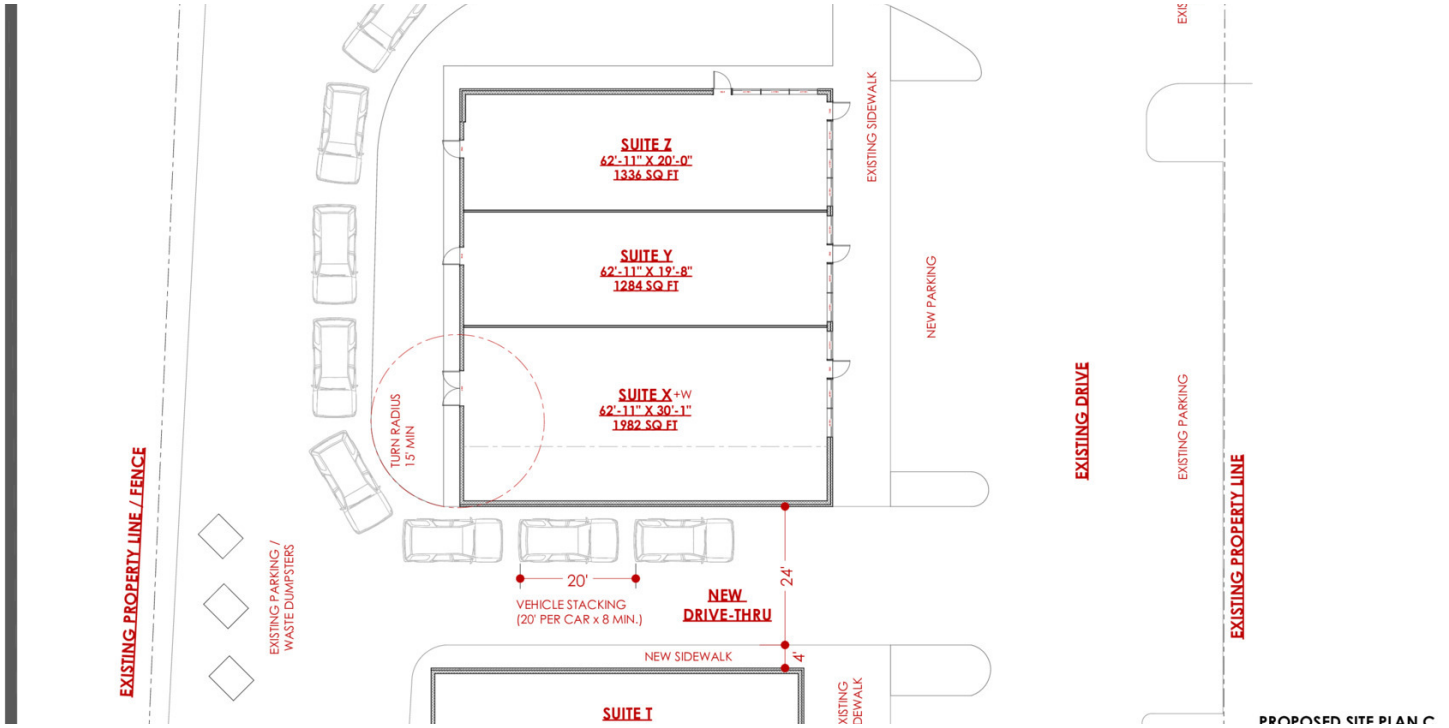 EXISTING SIDEWALK
SUITE Z
62'-11" X 20'-0"
1336 SQ FT
SUITE Y
62'-11" X 19'-8"
1284 SQ FT
NEW PARKING
SUITE X +W
62'-11" X 30'-1"
1982 SQ FT
TURN RADIUS
15' MIN
EXISTING DRIVE
EXISTING PARKING
EXISTING PROPERTY LINE / FENCE
EXISTING PROPERTY LINE
EXISTING PARKING /
WASTE DUMPSTERS
20'
24'
VEHICLE STACKING
(20' PER CAR x 8 MIN.)
NEW
DRIVE-THRU
NEW SIDEWALK
4'
SUITE T
EXISTING
PROPOSED SITE PLAN C